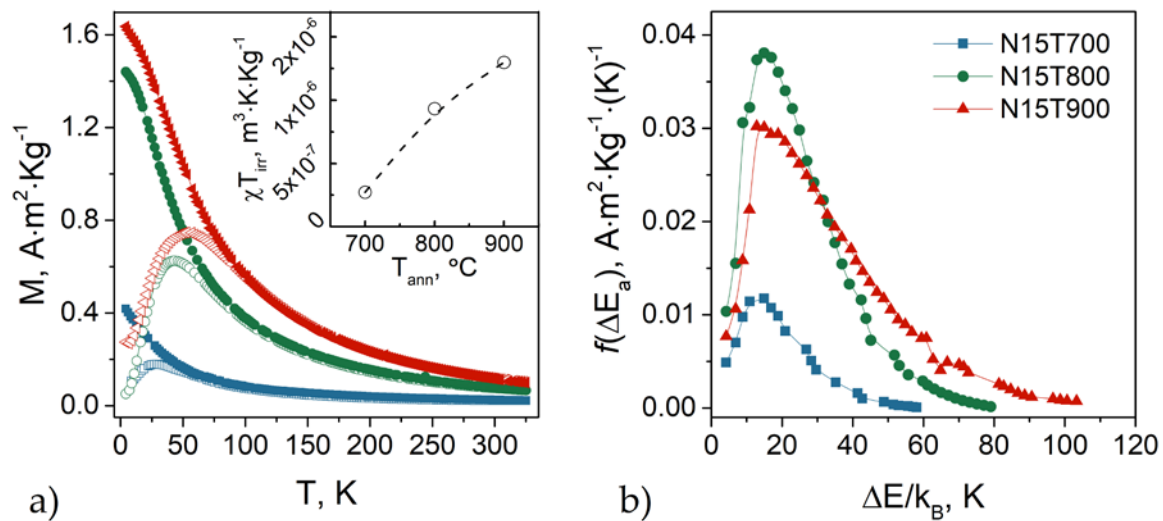 M, A·m²·Kg⁻¹
1.6
1.2
0.8
0.4
0.0
0 50 100 150 200 250 300
T, K
a)
χTᵢᵣᵣ, m³·K·Kg⁻¹
2x10⁻⁶
1x10⁻⁶
5x10⁻⁷
0
700 800 900
Tₐₙₙ, °C
f(ΔEₐ), A·m²·Kg⁻¹·(K)⁻¹
0.04
0.03
0.02
0.01
0.00
0 20 40 60 80 100 120
ΔE/k_B, K
b)
N15T700
N15T800
N15T900